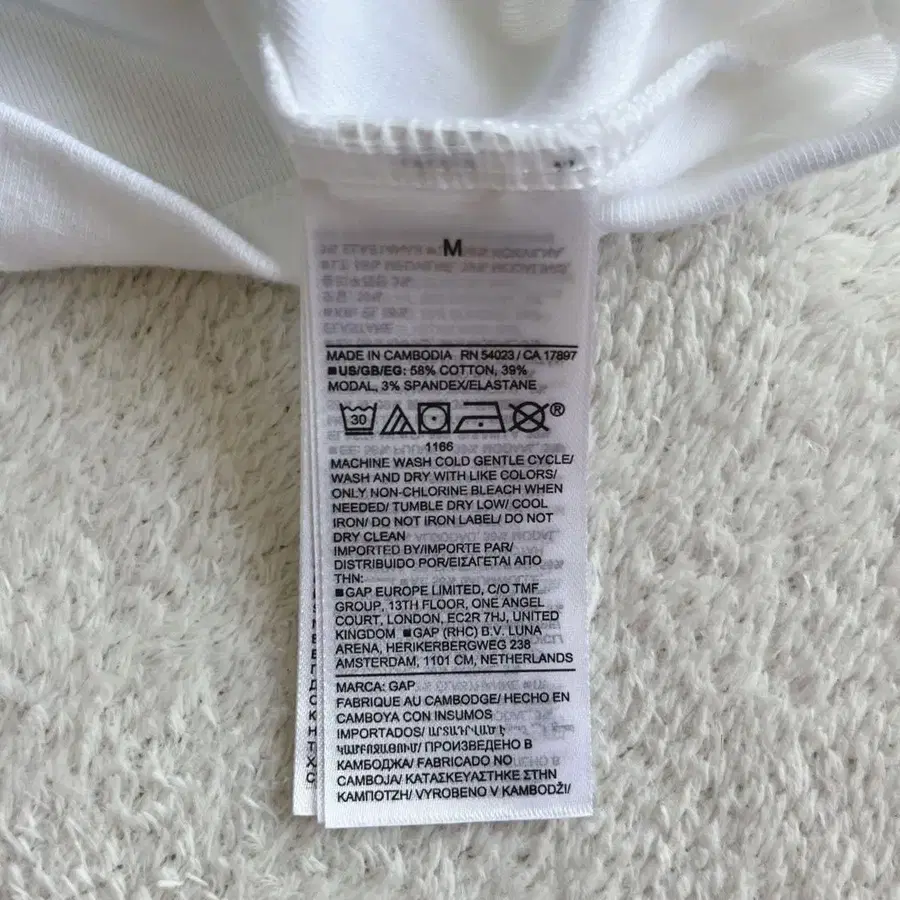 M
MADE IN CAMBODIA RN 54023 / CA 17897
■US/GB/EG: 58% COTTON, 39%
MODAL, 3% SPANDEX/ELASTANE
30
®
1166
MACHINE WASH COLD GENTLE CYCLE/
WASH AND DRY WITH LIKE COLORS/
ONLY NON-CHLORINE BLEACH WHEN
NEEDED/ TUMBLE DRY LOW/ COOL
IRON/ DO NOT IRON LABEL/ DO NOT
DRY CLEAN
IMPORTED BY/IMPORTE PAR/
DISTRIBUIDO POR/ΕΙΣΑΓΕΤΑΙ ΑΠΟ
ΤΗΝ:
■GAP EUROPE LIMITED, C/O TMF
GROUP, 13TH FLOOR, ONE ANGEL
COURT, LONDON, EC2R 7HJ, UNITED
KINGDOM ■GAP (RHC) B.V. LUNA
ARENA, HERIKERBERGWEG 238
AMSTERDAM, 1101 CM, NETHERLANDS
MARCA: GAP
FABRIQUE AU CAMBODGE/ HECHO EN
CAMBOYA CON INSUMOS
IMPORTADOS/ ԱՐՏԱԴՐՎԱԾ Է
ԿԱՄԲՈՋԱՅՈՒՄ/ ПРОИЗВЕДЕНО В
КАМБОДЖА/ FABRICADO NO
CAMBOJA/ ΚΑΤΑΣΚΕΥΑΣΤΗΚΕ ΣΤΗΝ
ΚΑΜΠΟΤΖΗ/ VYROBENO V KAMBODŽI/